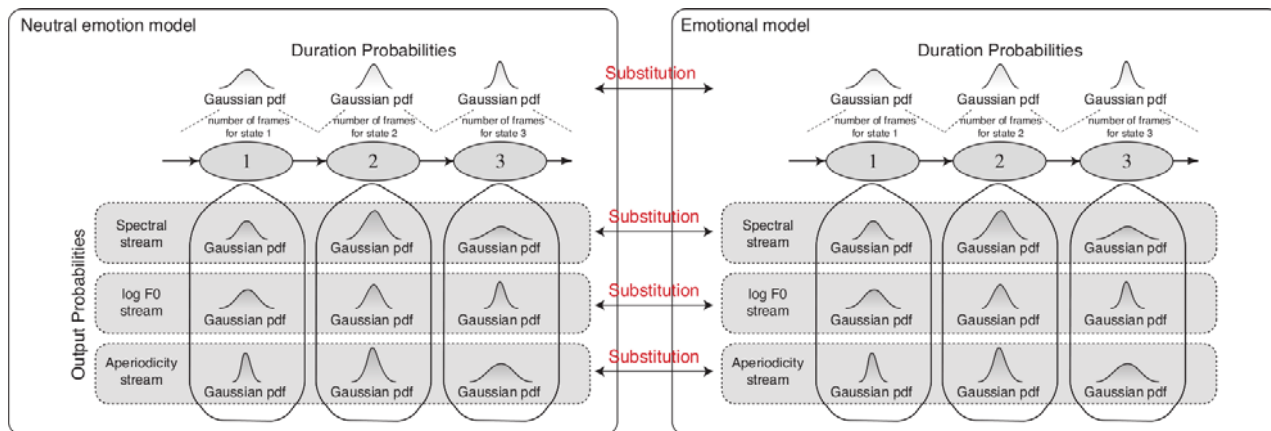 Neutral emotion model
Duration Probabilities
Gaussian pdf Gaussian pdf Gaussian pdf
number of frames for state 1
number of frames for state 2
number of frames for state 3
1 2 3
Output Probabilities
Spectral stream
Gaussian pdf Gaussian pdf Gaussian pdf
log F0 stream
Gaussian pdf Gaussian pdf Gaussian pdf
Aperiodicity stream
Gaussian pdf Gaussian pdf Gaussian pdf
Substitution
Substitution
Substitution
Substitution
Emotional model
Duration Probabilities
Gaussian pdf Gaussian pdf Gaussian pdf
number of frames for state 1
number of frames for state 2
number of frames for state 3
1 2 3
Spectral stream
Gaussian pdf Gaussian pdf Gaussian pdf
log F0 stream
Gaussian pdf Gaussian pdf Gaussian pdf
Aperiodicity stream
Gaussian pdf Gaussian pdf Gaussian pdf